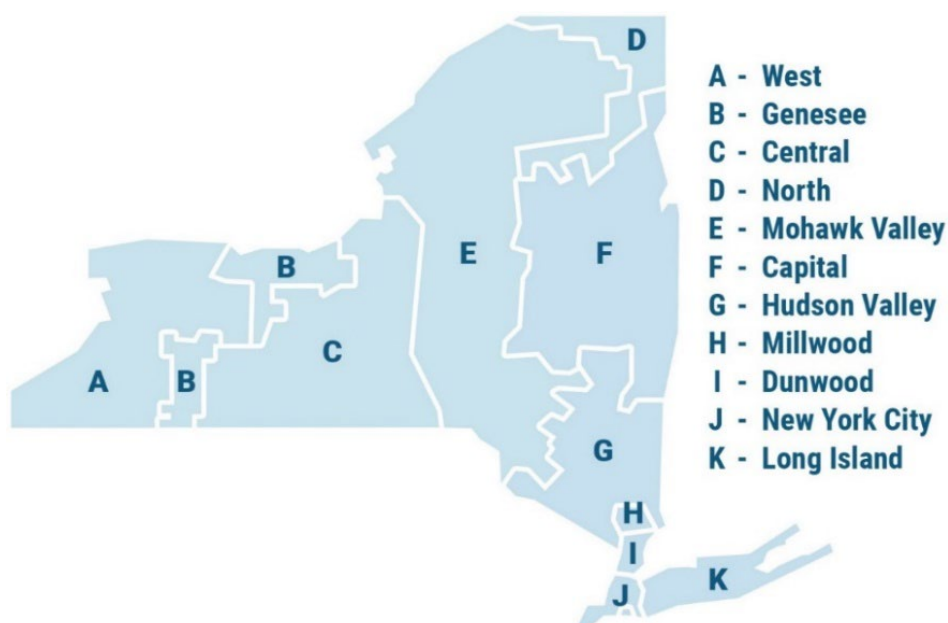 D
B
E
F
C
A
B
G
H
I
K
J
A - West
B - Genesee
C - Central
D - North
E - Mohawk Valley
F - Capital
G - Hudson Valley
H - Millwood
I - Dunwood
J - New York City
K - Long Island